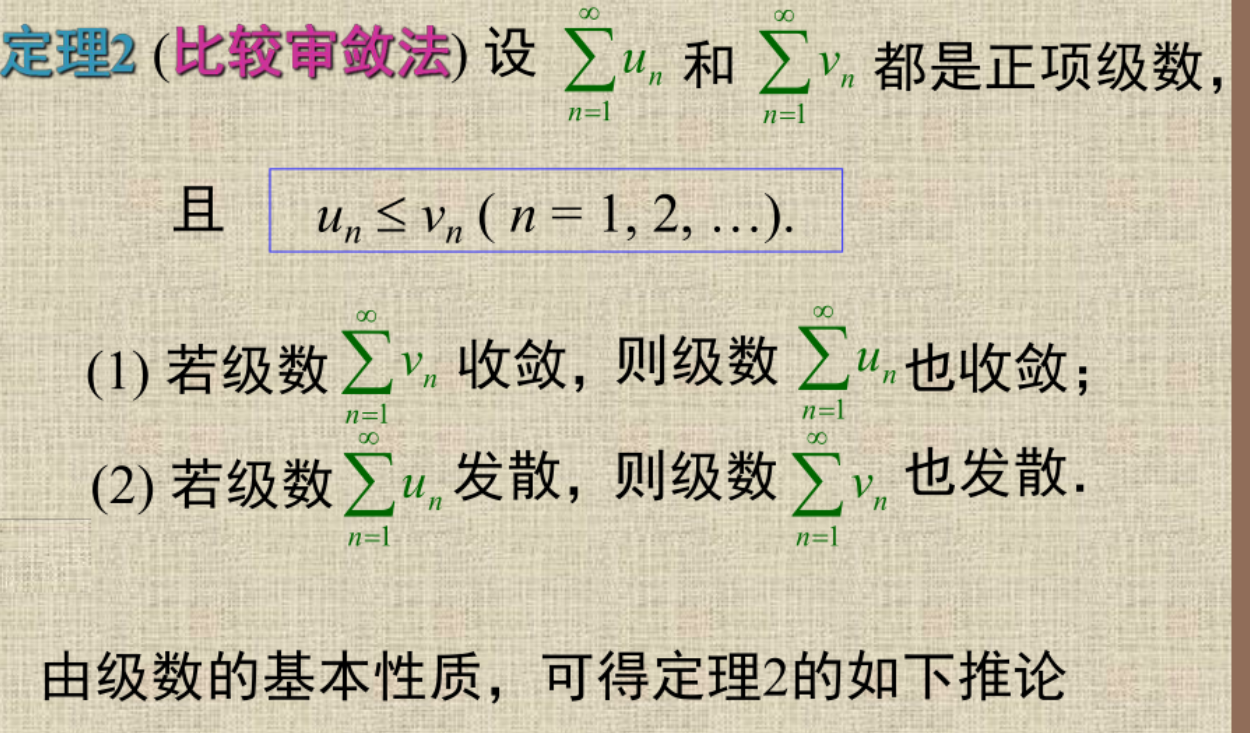 定理2 (比较审敛法) 设 $\sum_{n=1}^{\infty} u_n$ 和 $\sum_{n=1}^{\infty} v_n$ 都是正项级数,
且 $u_n \le v_n$ ( n = 1, 2, …).
(1) 若级数 $\sum_{n=1}^{\infty} v_n$ 收敛，则级数 $\sum_{n=1}^{\infty} u_n$ 也收敛；
(2) 若级数 $\sum_{n=1}^{\infty} u_n$ 发散，则级数 $\sum_{n=1}^{\infty} v_n$ 也发散.
由级数的基本性质，可得定理2的如下推论